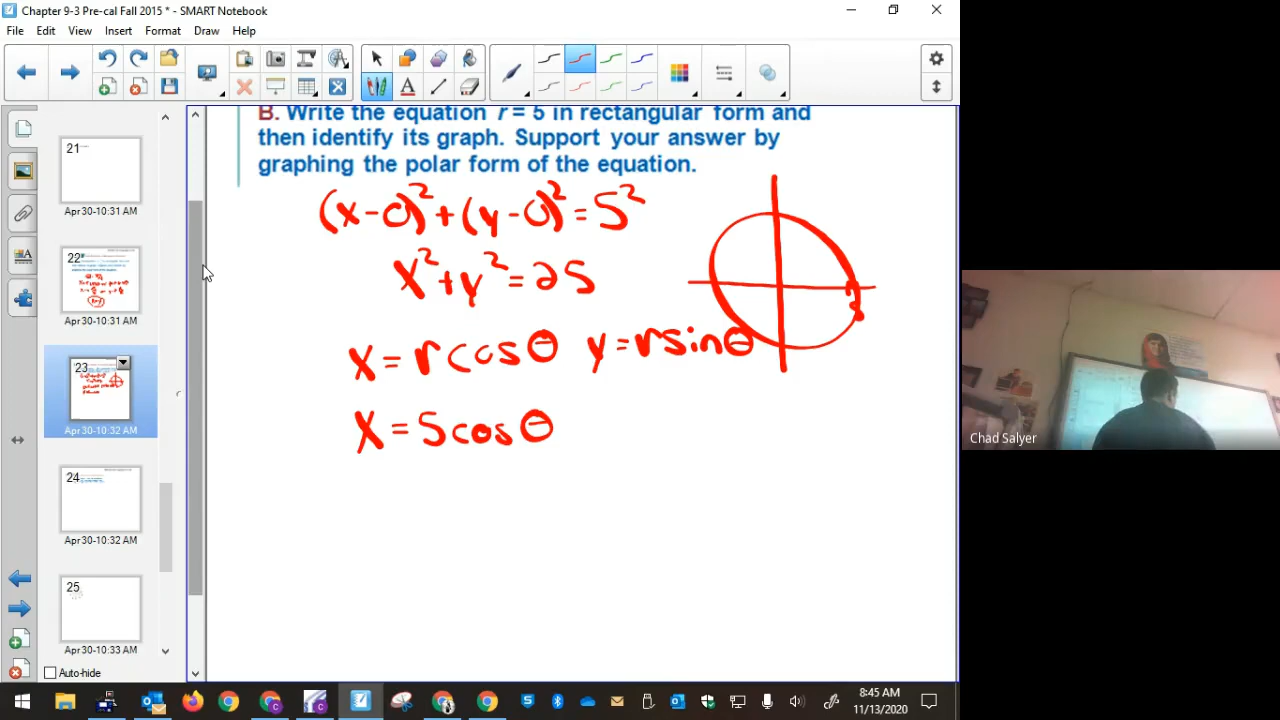 Chapter 9-3 Pre-cal Fall 2015 * - SMART Notebook
File Edit View Insert Format Draw Help
21
Apr30-10:31 AM
22*
Apr30-10:31 AM
23
Apr30-10:32 AM
24
Apr30-10:32 AM
25
Apr30-10:33 AM
Auto-hide
B. Write the equation r = 5 in rectangular form and
then identify its graph. Support your answer by
graphing the polar form of the equation.
(x-0)²+(y-0)²=5²
x²+y²=25
x=rcosθ y=rsinθ
x=5cosθ
5
Chad Salyer
8:45 AM
11/13/2020